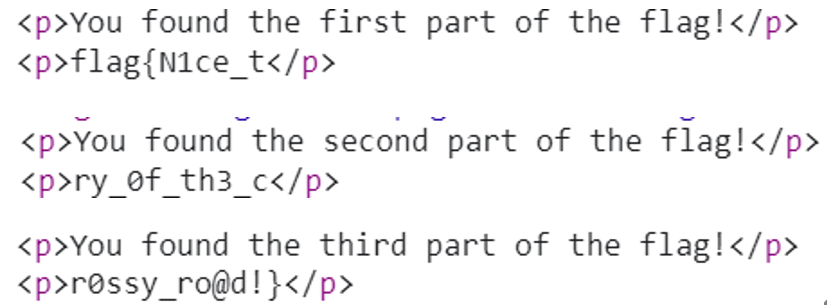 <p>You found the first part of the flag!</p>
<p>flag{N1ce_t</p>
<p>You found the second part of the flag!</p>
<p>ry_0f_th3_c</p>
<p>You found the third part of the flag!</p>
<p>r0ssy_ro@d!}</p>